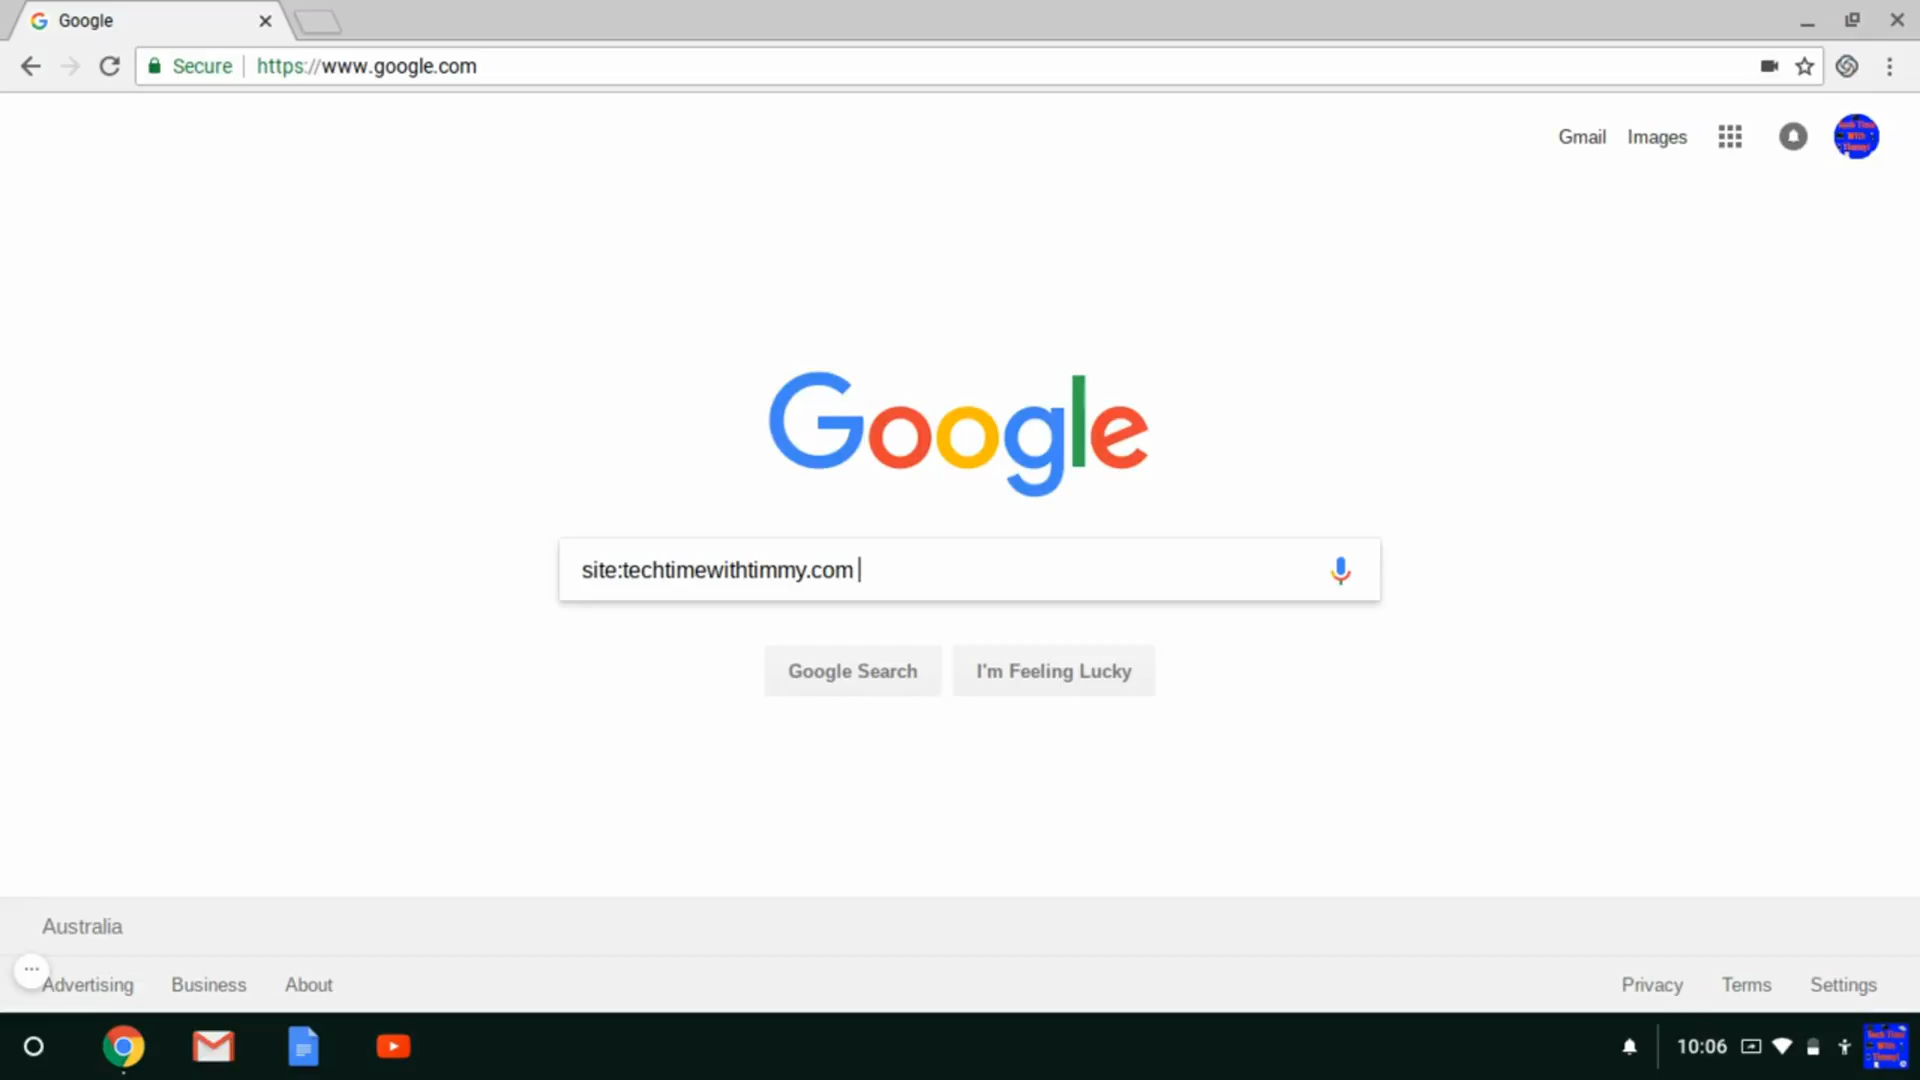 Google
Secure https://www.google.com
Gmail Images
Google
site:techtimewithtimmy.com
Google Search I'm Feeling Lucky
Australia
Advertising Business About Privacy Terms Settings
10:06